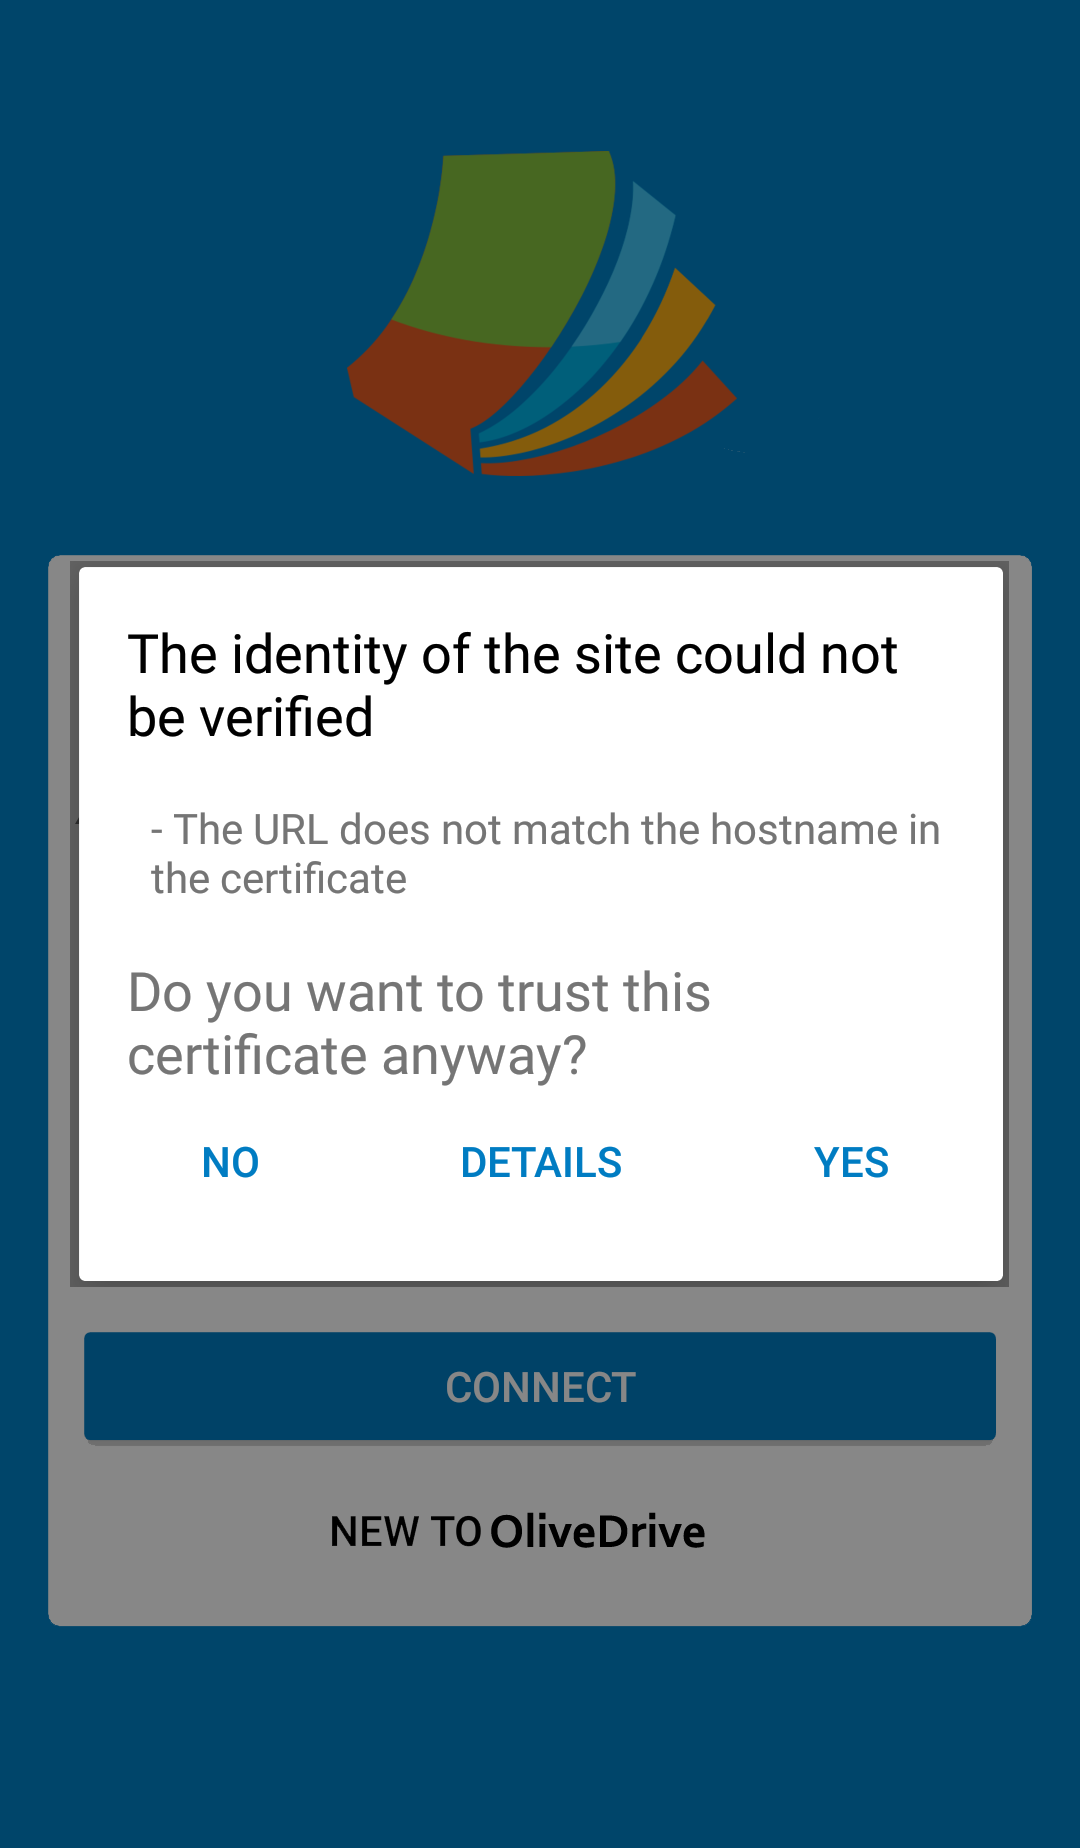 The identity of the site could not
be verified
- The URL does not match the hostname in
the certificate
Do you want to trust this
certificate anyway?
NO DETAILS YES
CONNECT
NEW TO OliveDrive